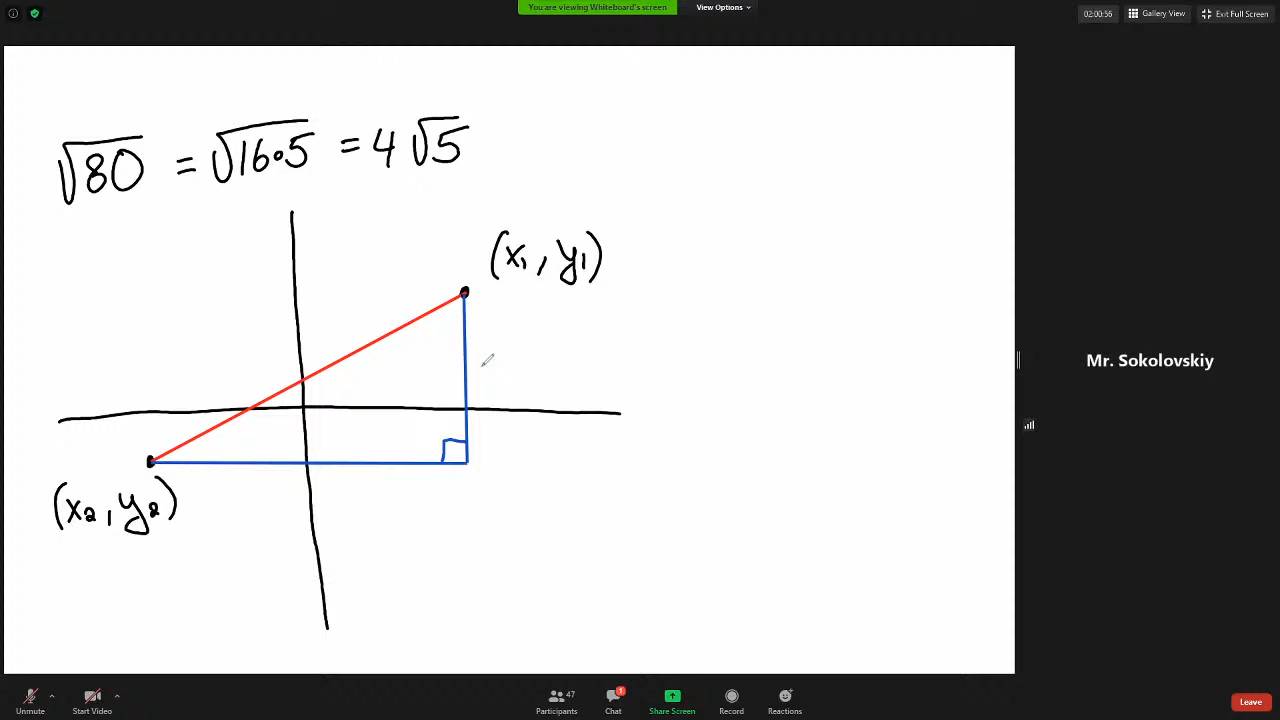 You are viewing Whiteboard's screen
View Options
02:00:56
Gallery View
Exit Full Screen
√80 = √16•5 = 4 √5
(x₁, y₁)
Mr. Sokolovskiy
(x₂, y₂)
Unmute
Start Video
47
Participants
1
Chat
Share Screen
Record
Reactions
Leave